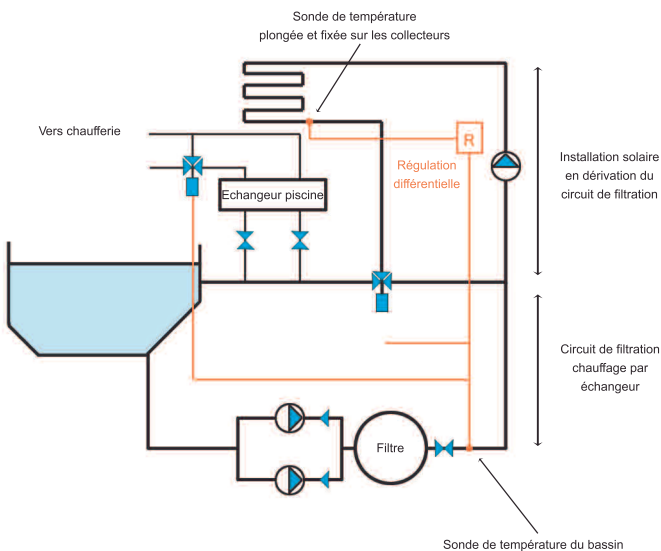 Sonde de température
plongée et fixée sur les collecteurs
Vers chaufferie
R
Régulation
différentielle
Echangeur piscine
Installation solaire
en dérivation du
circuit de filtration
Circuit de filtration
chauffage par
échangeur
Filtre
Sonde de température du bassin